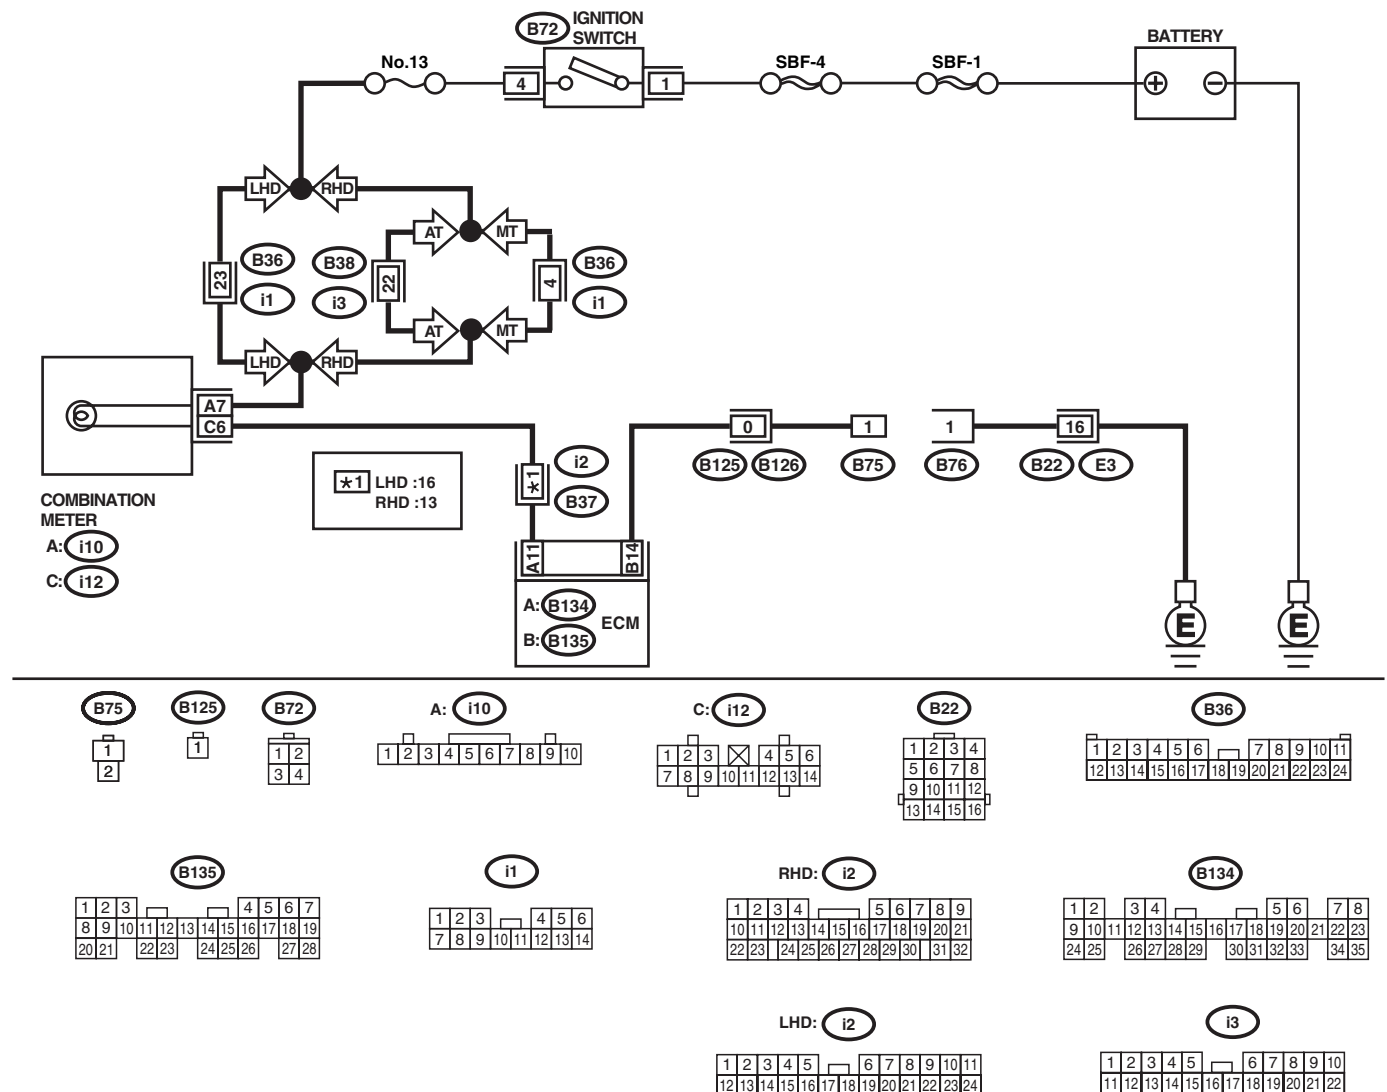 B72 IGNITION
SWITCH
BATTERY
No.13
4
1
SBF-4
SBF-1
LHD
RHD
AT
MT
23
B36
i1
B38
i3
22
4
B36
i1
AT
MT
LHD
RHD
A7
C6
COMBINATION
METER
A: i10
C: i12
*1 LHD :16
RHD :13
*1
i2
B37
A11
B14
A: B134
B: B135
ECM
0
1
1
16
B125 B126 B75 B76 B22 E3
E
E
B75
1
2
B125
1
B72
1 2
3 4
A: i10
1 2 3 4 5 6 7 8 9 10
C: i12
1 2 3 4 5 6
7 8 9 10 11 12 13 14
B22
1 2 3 4
5 6 7 8
9 10 11 12
13 14 15 16
B36
1 2 3 4 5 6 7 8 9 10 11
12 13 14 15 16 17 18 19 20 21 22 23 24
B135
1 2 3 4 5 6 7
8 9 10 11 12 13 14 15 16 17 18 19
20 21 22 23 24 25 26 27 28
i1
1 2 3 4 5 6
7 8 9 10 11 12 13 14
RHD: i2
1 2 3 4 5 6 7 8 9
10 11 12 13 14 15 16 17 18 19 20 21
22 23 24 25 26 27 28 29 30 31 32
B134
1 2 3 4 5 6 7 8
9 10 11 12 13 14 15 16 17 18 19 20 21 22 23
24 25 26 27 28 29 30 31 32 33 34 35
LHD: i2
1 2 3 4 5 6 7 8 9 10 11
12 13 14 15 16 17 18 19 20 21 22 23 24
i3
1 2 3 4 5 6 7 8 9 10
11 12 13 14 15 16 17 18 19 20 21 22